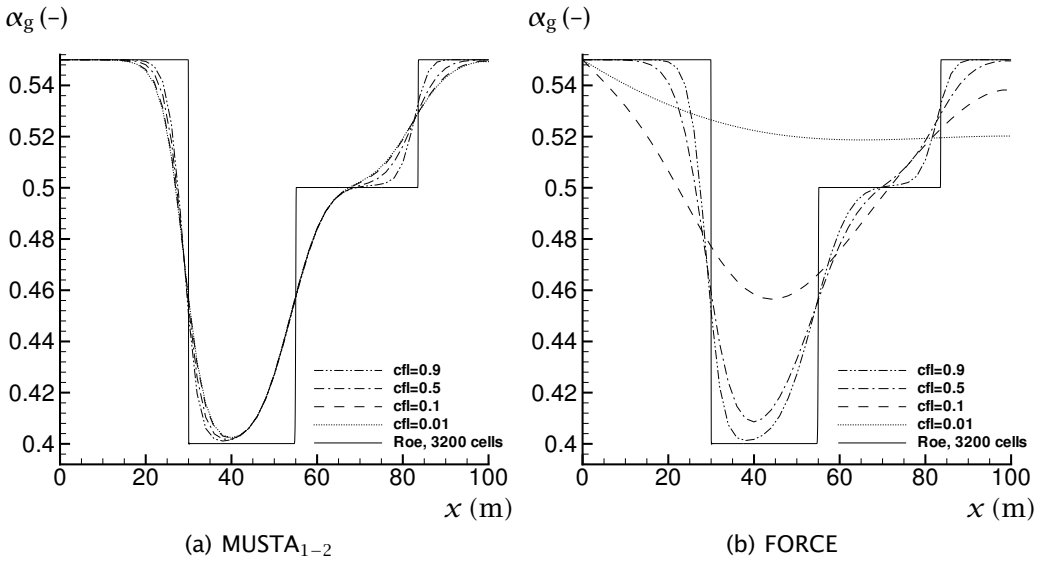 αg (–)
0.54
0.52
0.5
0.48
0.46
0.44
0.42
0.4
cfl=0.9
cfl=0.5
cfl=0.1
cfl=0.01
Roe, 3200 cells
0 20 40 60 80 100
x (m)
(a) MUSTA1–2
αg (–)
0.54
0.52
0.5
0.48
0.46
0.44
0.42
0.4
cfl=0.9
cfl=0.5
cfl=0.1
cfl=0.01
Roe, 3200 cells
0 20 40 60 80 100
x (m)
(b) FORCE